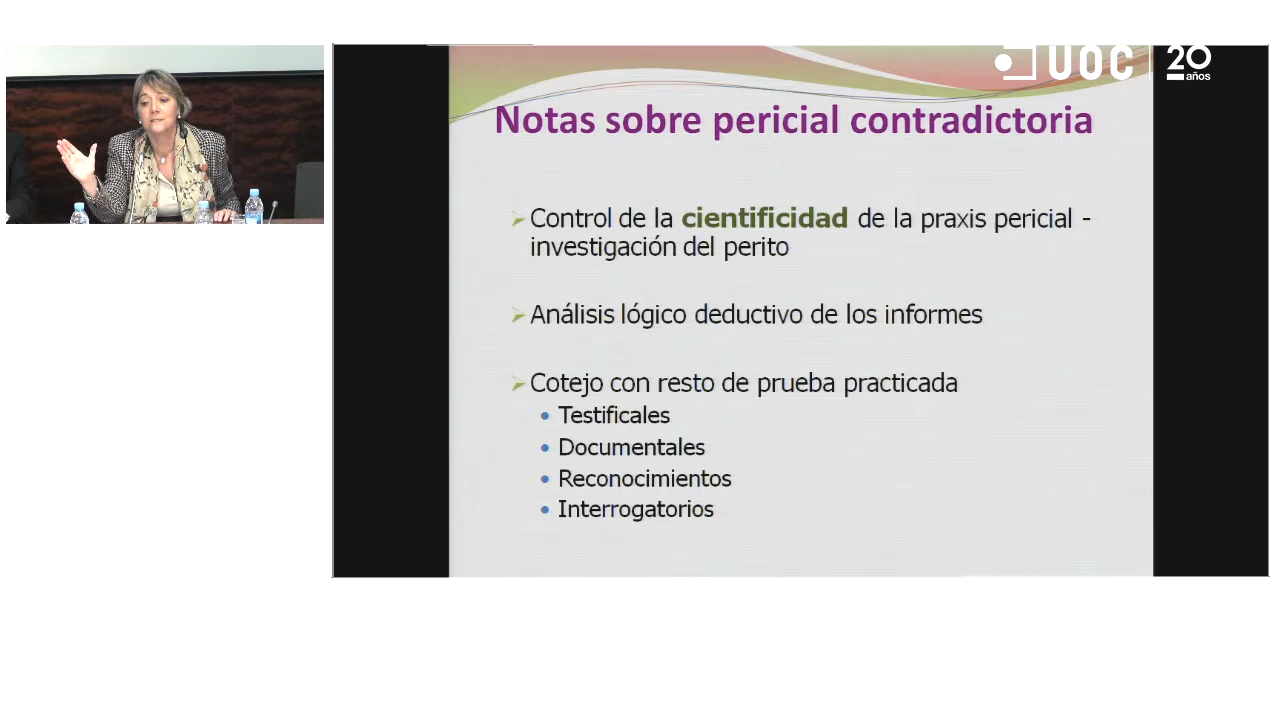 UOC
20
años
Notas sobre pericial contradictoria
Control de la cientificidad de la praxis pericial -
investigación del perito
Análisis lógico deductivo de los informes
Cotejo con resto de prueba practicada
Testificales
Documentales
Reconocimientos
Interrogatorios